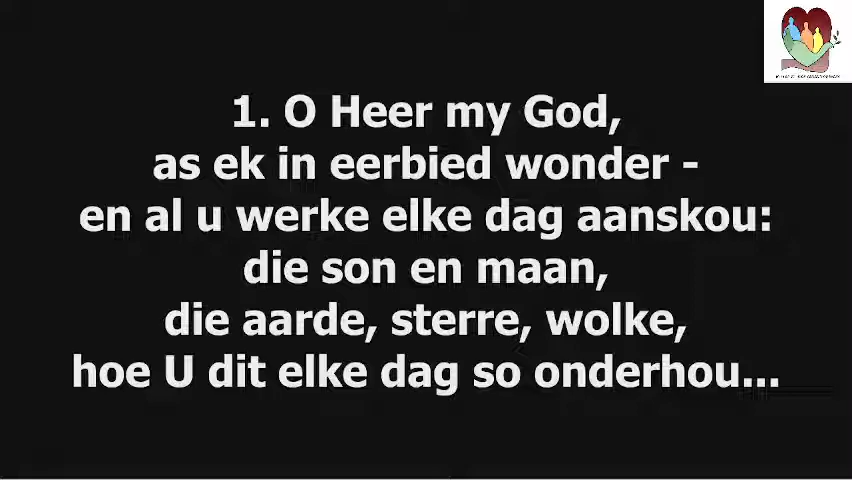 1. O Heer my God,
as ek in eerbied wonder -
en al u werke elke dag aanskou:
die son en maan,
die aarde, sterre, wolke,
hoe U dit elke dag so onderhou...